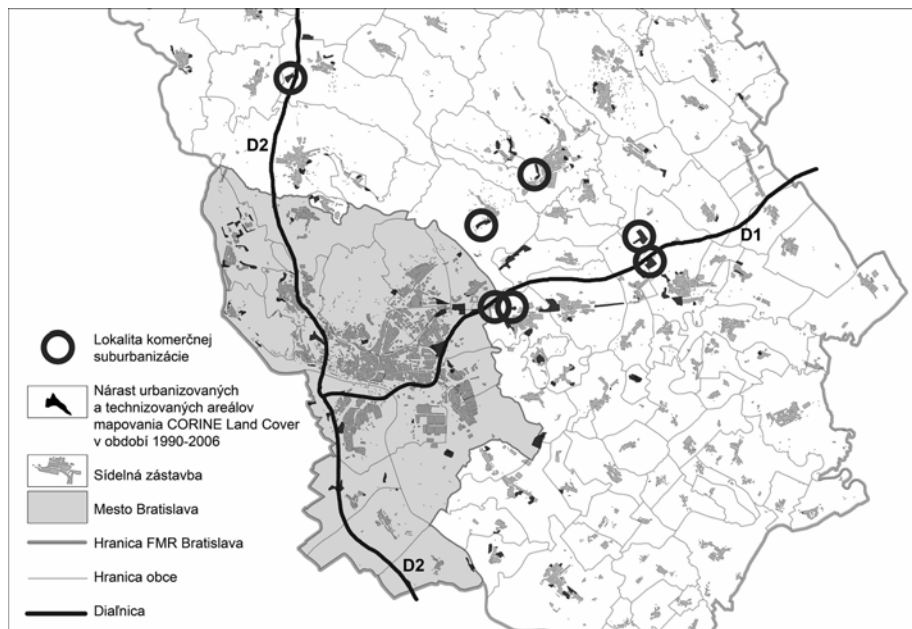 D2
D1
D2
Lokalita komerčnej
suburbanizácie
Nárast urbanizovaných
a technizovaných areálov
mapovania CORINE Land Cover
v období 1990-2006
Sídelná zástavba
Mesto Bratislava
Hranica FMR Bratislava
Hranica obce
Diaľnica